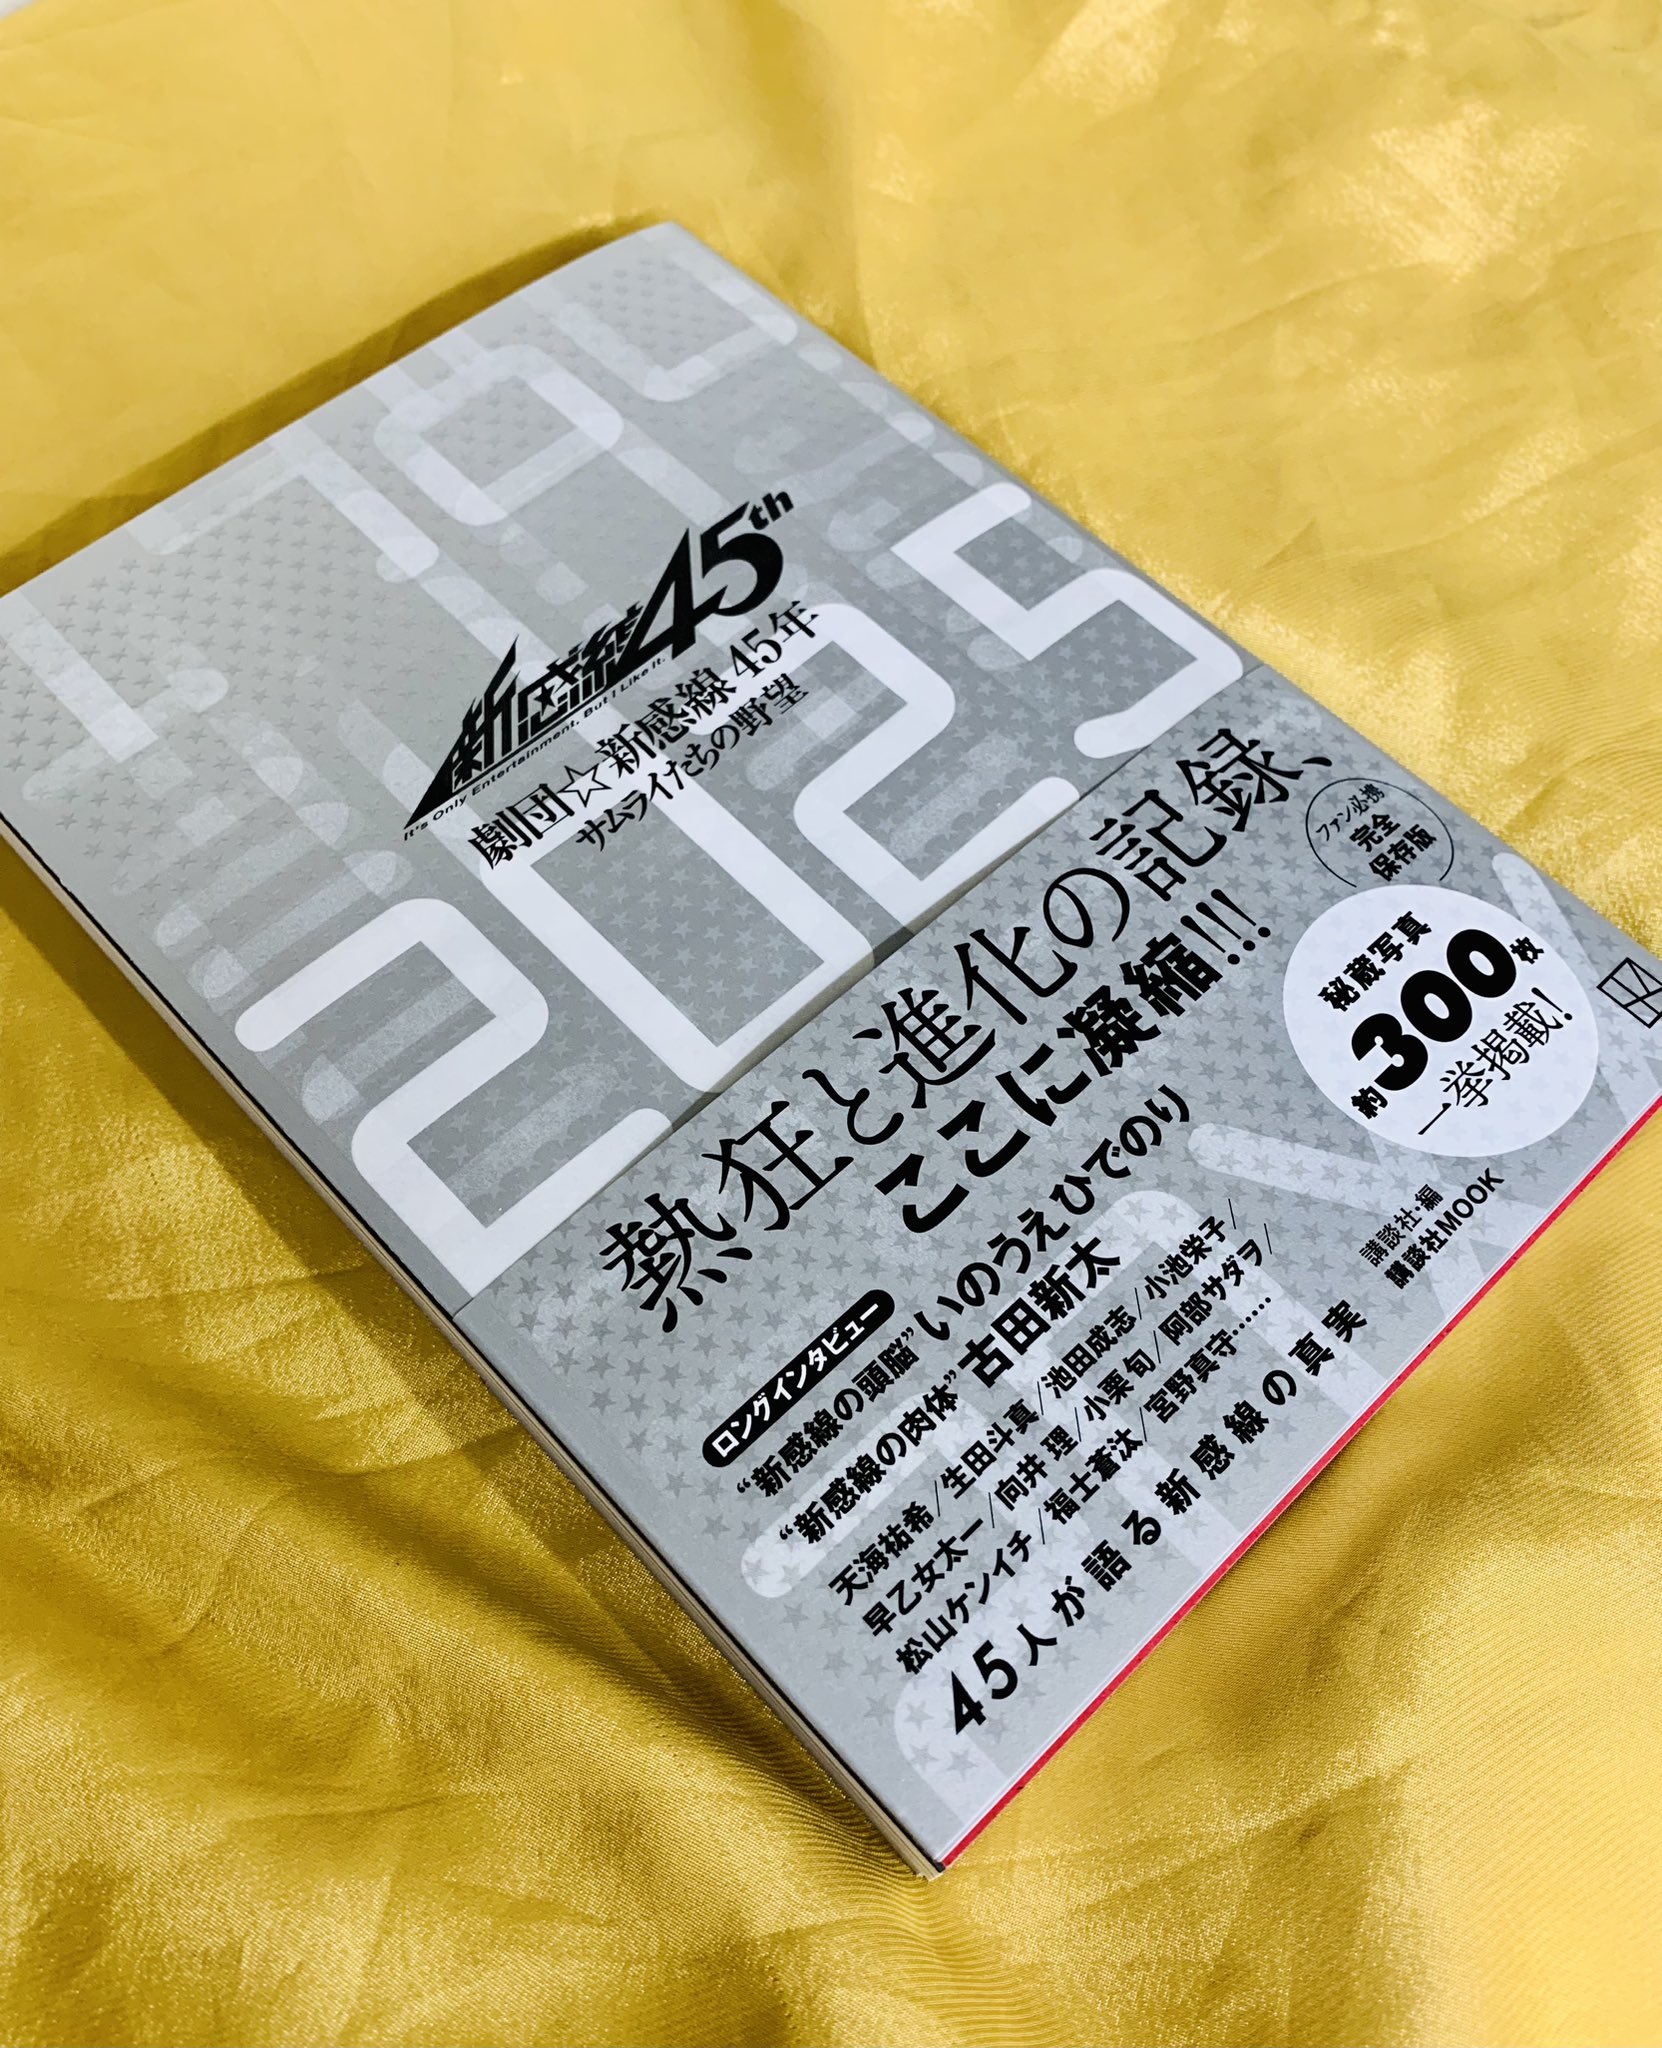 新感線45th
It's Only Entertainment, But I Like It.
劇団☆新感線 45年
サムライたちの野望
2025
熱狂と進化の記録、
ここに凝縮!!!
ファン必携
完全
保存版
秘蔵写真
約300枚
一挙掲載!
ロングインタビュー
“新感線の頭脳” いのうえひでのり
“新感線の肉体” 古田新太
天海祐希/生田斗真/池田成志/小池栄子/
早乙女太一/向井理/小栗旬/阿部サダヲ/
松山ケンイチ/福士蒼汰/宮野真守……
45人が語る新感線の真実
講談社・編
講談社MOOK